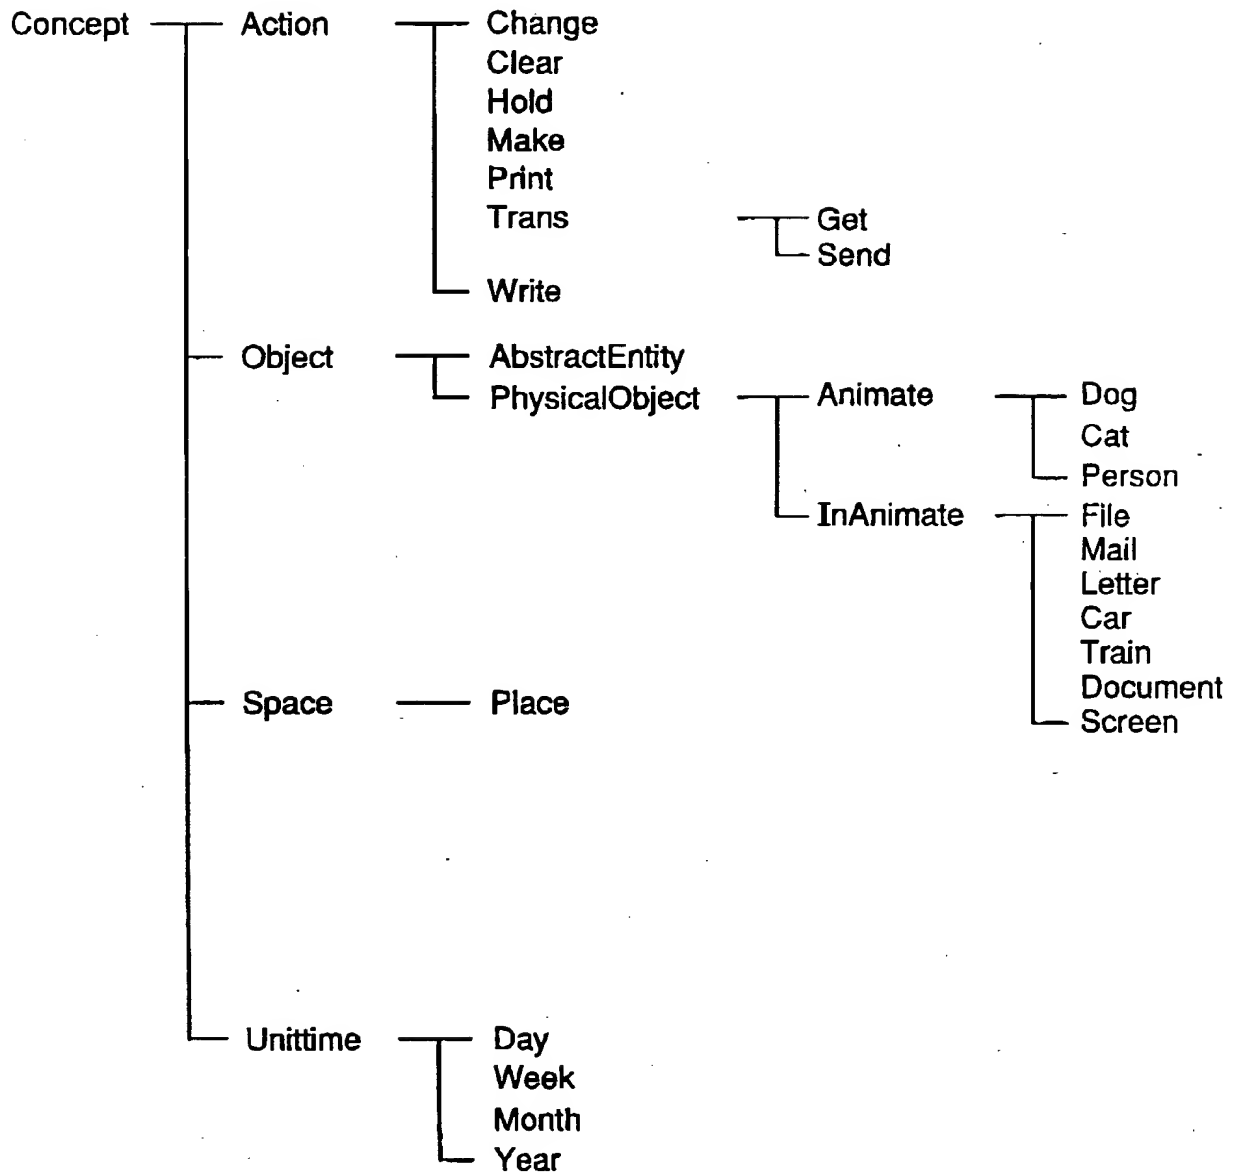 Concept Action Change
Clear
Hold
Make
Print
Trans Get
Send
Write
Object AbstractEntity
PhysicalObject Animate Dog
Cat
Person
InAnimate File
Mail
Letter
Car
Train
Document
Space Place
Screen
Unittime Day
Week
Month
Year